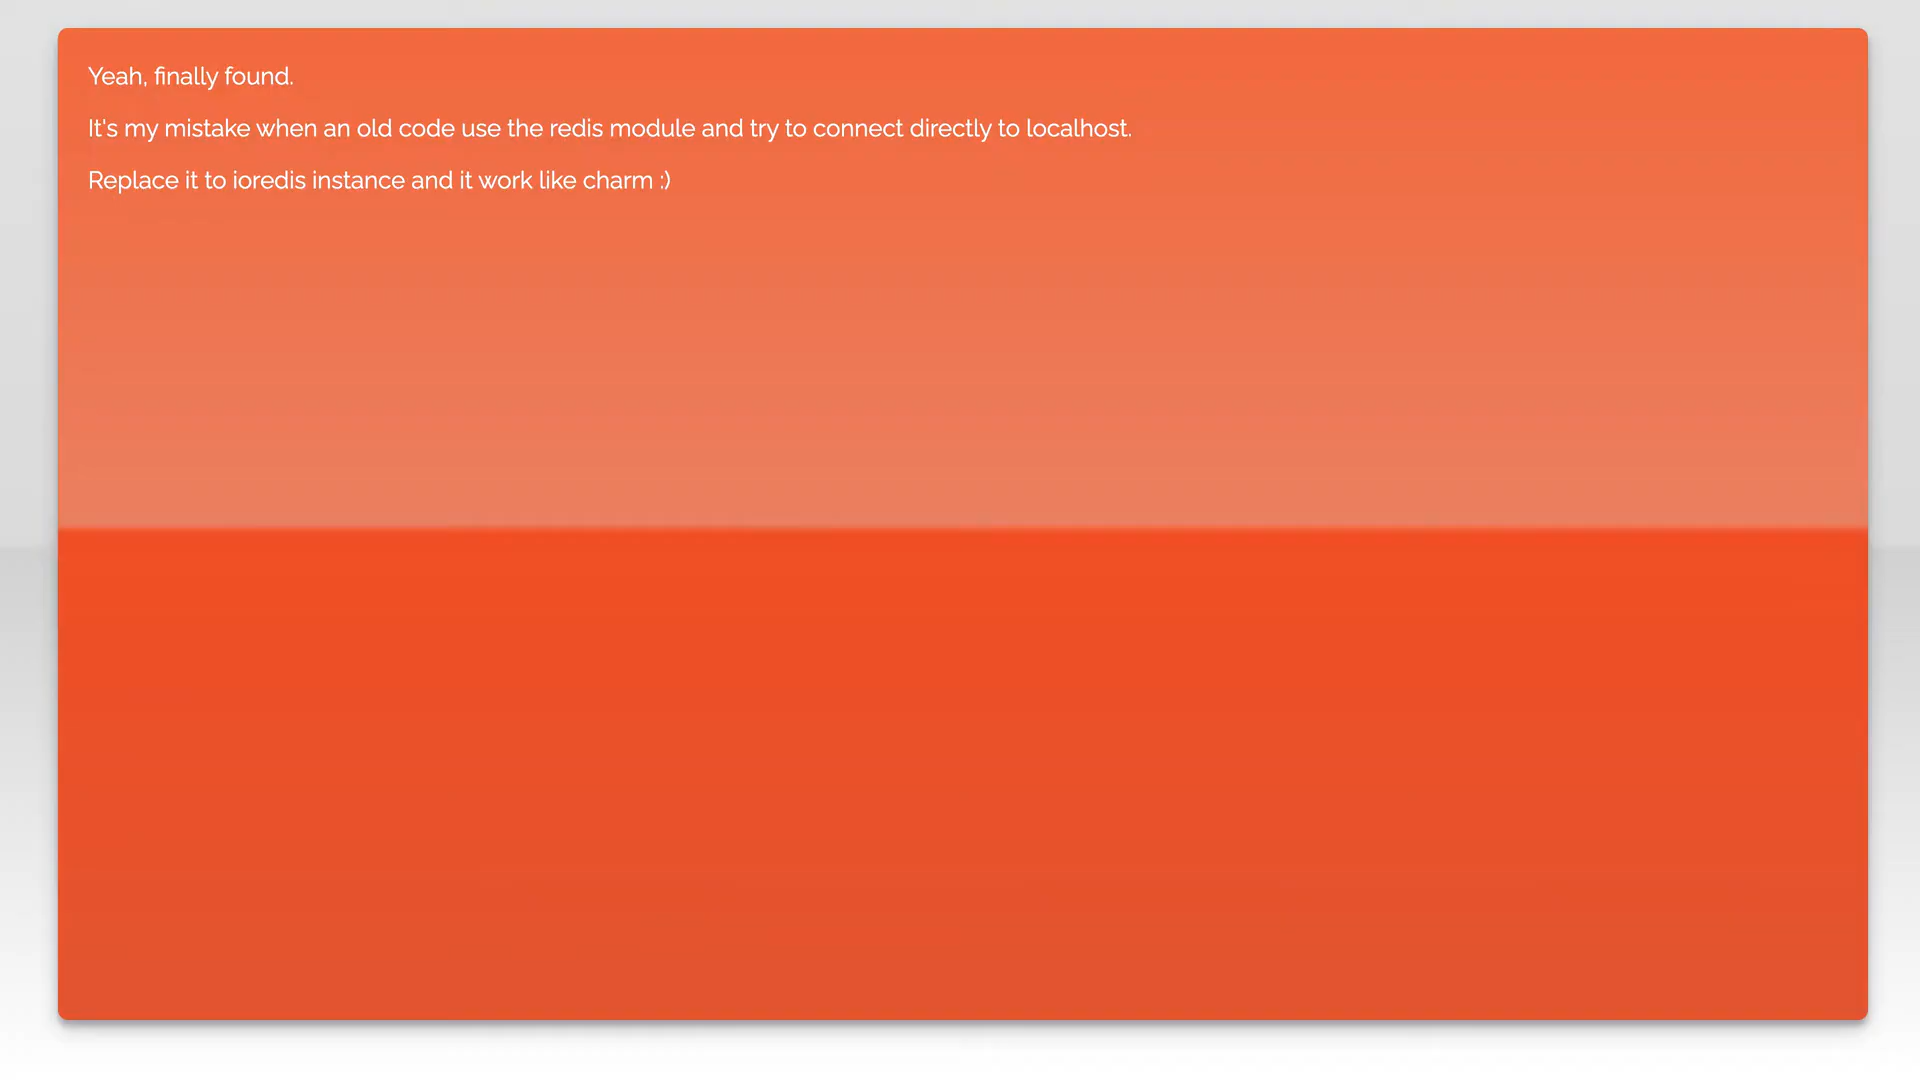 Yeah, finally found.
It's my mistake when an old code use the redis module and try to connect directly to localhost.
Replace it to ioredis instance and it work like charm :)